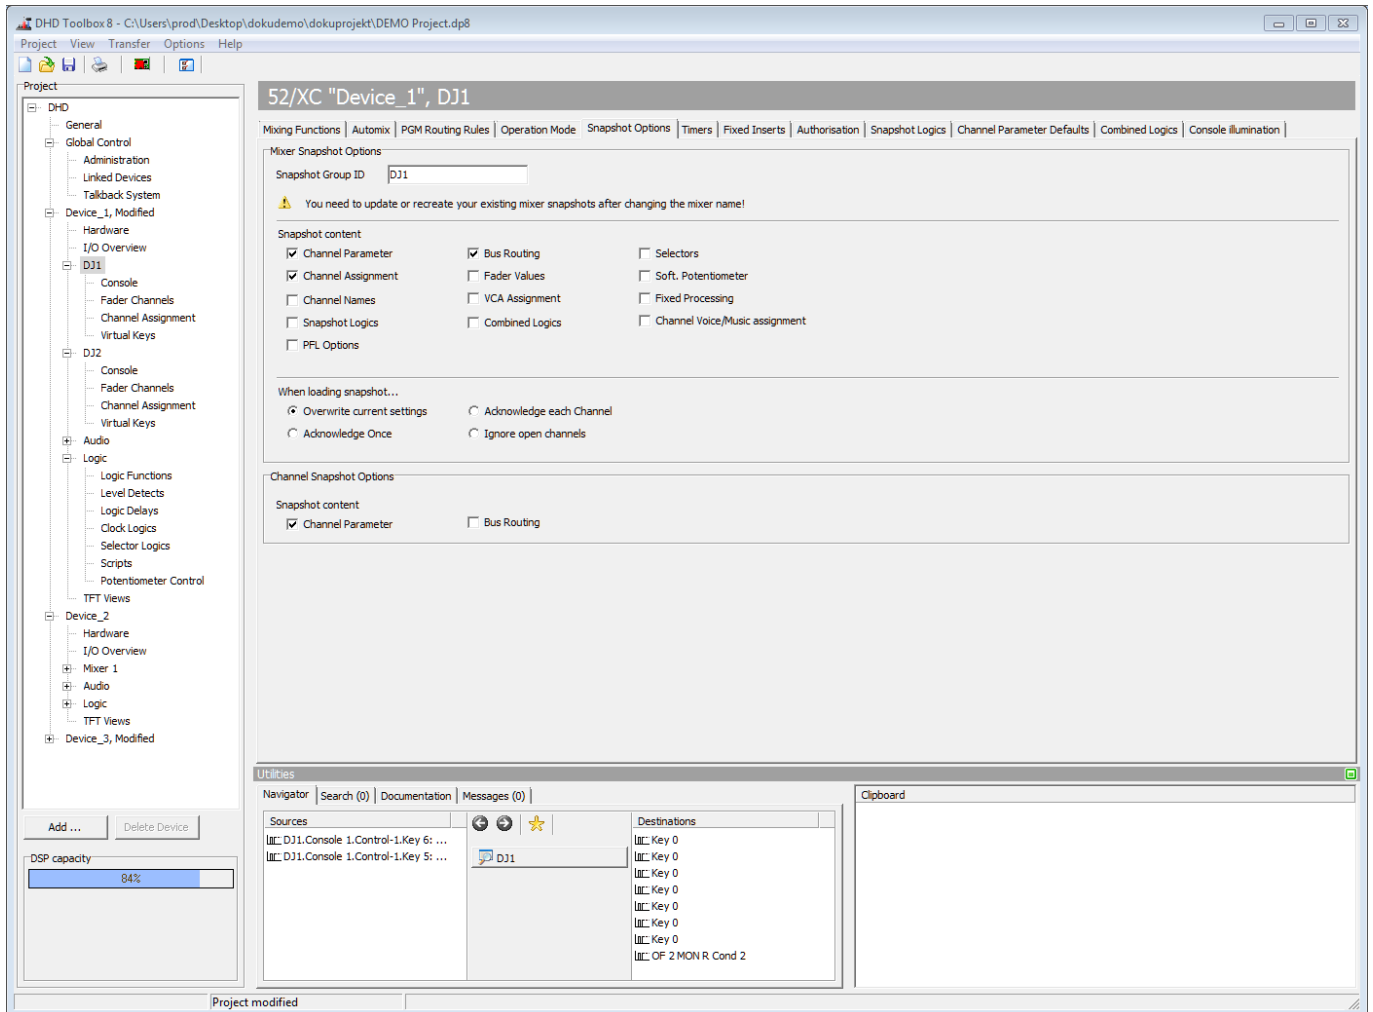 DHD Toolbox 8 - C:\Users\prod\Desktop\dokudemo\dokuprojekt\DEMO Project.dp8
Project View Transfer Options Help
Project
DHD
General
Global Control
Administration
Linked Devices
Talkback System
Device_1, Modified
Hardware
I/O Overview
DJ1
Console
Fader Channels
Channel Assignment
Virtual Keys
DJ2
Console
Fader Channels
Channel Assignment
Virtual Keys
Audio
Logic
Logic Functions
Level Detects
Logic Delays
Clock Logics
Selector Logics
Scripts
Potentiometer Control
TFT Views
Device_2
Hardware
I/O Overview
Mixer 1
Audio
Logic
TFT Views
Device_3, Modified
Add ... Delete Device
DSP capacity
84%
52/XC "Device_1", DJ1
Mixing Functions Automix PGM Routing Rules Operation Mode Snapshot Options Timers Fixed Inserts Authorisation Snapshot Logics Channel Parameter Defaults Combined Logics Console illumination
Mixer Snapshot Options
Snapshot Group ID DJ1
You need to update or recreate your existing mixer snapshots after changing the mixer name!
Snapshot content
Channel Parameter Bus Routing Selectors
Channel Assignment Fader Values Soft. Potentiometer
Channel Names VCA Assignment Fixed Processing
Snapshot Logics Combined Logics Channel Voice/Music assignment
PFL Options
When loading snapshot...
Overwrite current settings Acknowledge each Channel
Acknowledge Once Ignore open channels
Channel Snapshot Options
Snapshot content
Channel Parameter Bus Routing
Utilities
Navigator Search (0) Documentation Messages (0)
Sources
DJ1.Console 1.Control-1.Key 6: ...
DJ1.Console 1.Control-1.Key 5: ...
DJ1
Destinations
Key 0
Key 0
Key 0
Key 0
Key 0
Key 0
Key 0
OF 2 MON R Cond 2
Clipboard
Project modified